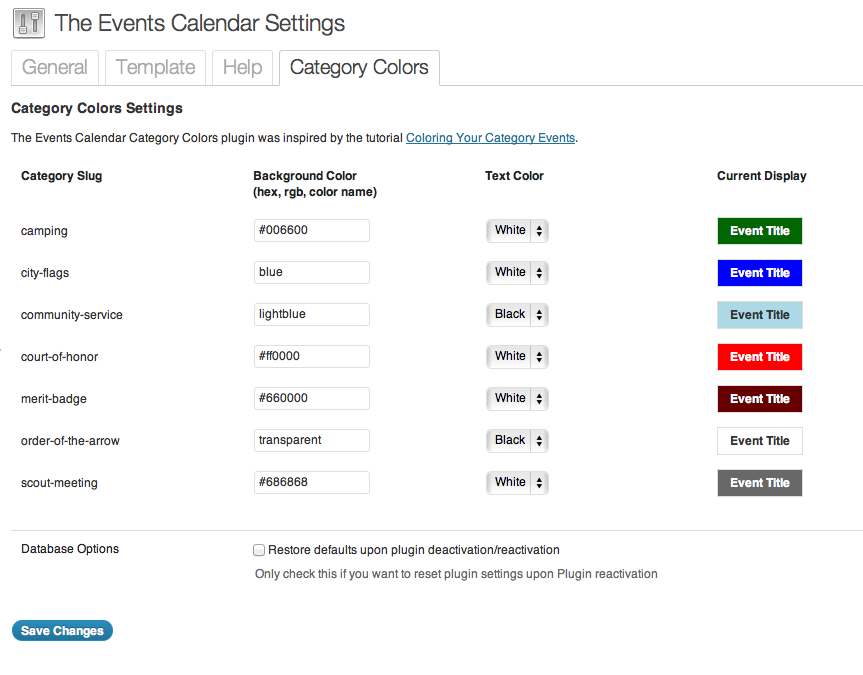 The Events Calendar Settings
General Template Help Category Colors
Category Colors Settings
The Events Calendar Category Colors plugin was inspired by the tutorial Coloring Your Category Events.
Category Slug Background Color Text Color Current Display
(hex, rgb, color name)
camping #006600 White Event Title
city-flags blue White Event Title
community-service lightblue Black Event Title
court-of-honor #ff0000 White Event Title
merit-badge #660000 White Event Title
order-of-the-arrow transparent Black Event Title
scout-meeting #686868 White Event Title
Database Options Restore defaults upon plugin deactivation/reactivation
Only check this if you want to reset plugin settings upon Plugin reactivation
Save Changes